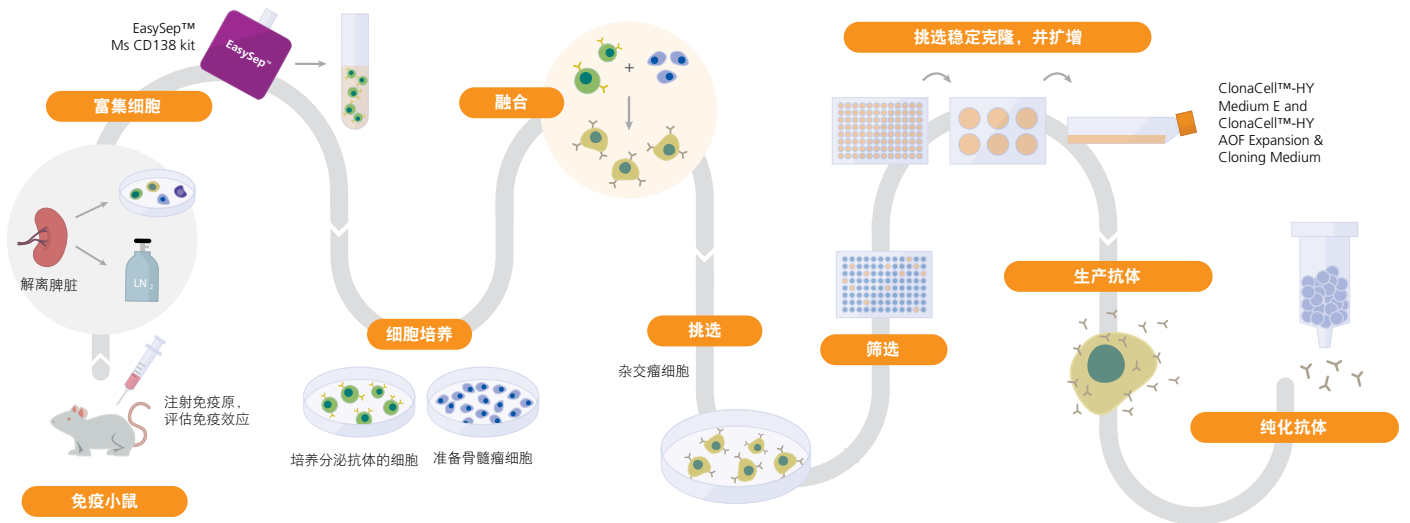 EasySep™
Ms CD138 kit
EasySep™
富集细胞
解离脾脏
LN2
注射免疫原，
评估免疫效应
免疫小鼠
细胞培养
培养分泌抗体的细胞
准备骨髓瘤细胞
融合
+
挑选
杂交瘤细胞
筛选
挑选稳定克隆，并扩增
ClonaCell™-HY
Medium E and
ClonaCell™-HY
AOF Expansion &
Cloning Medium
生产抗体
纯化抗体